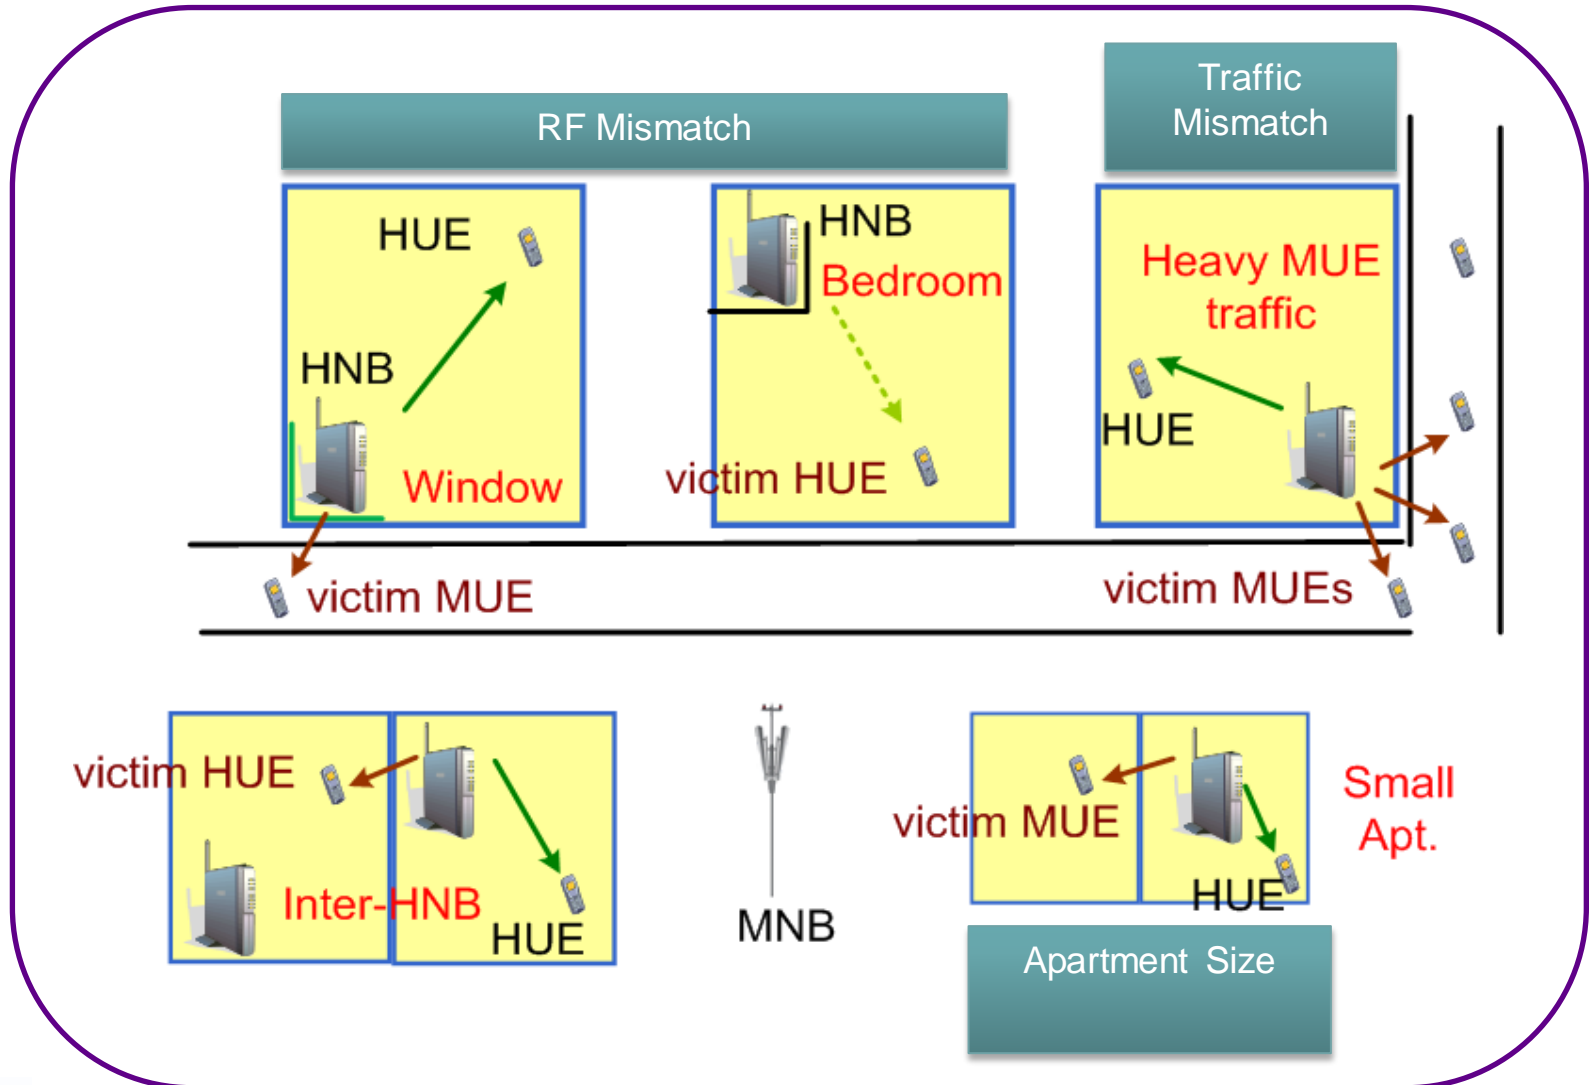 RF Mismatch
Traffic
Mismatch
HUE
HNB
Window
victim MUE
HNB
Bedroom
victim HUE
Heavy MUE
traffic
HUE
victim MUEs
victim HUE
Inter-HNB
HUE
MNB
victim MUE
HUE
Small
Apt.
Apartment Size